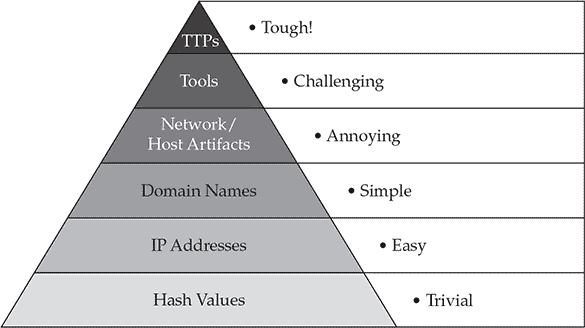 TTPs
• Tough!
Tools
• Challenging
Network/
Host Artifacts
• Annoying
Domain Names
• Simple
IP Addresses
• Easy
Hash Values
• Trivial